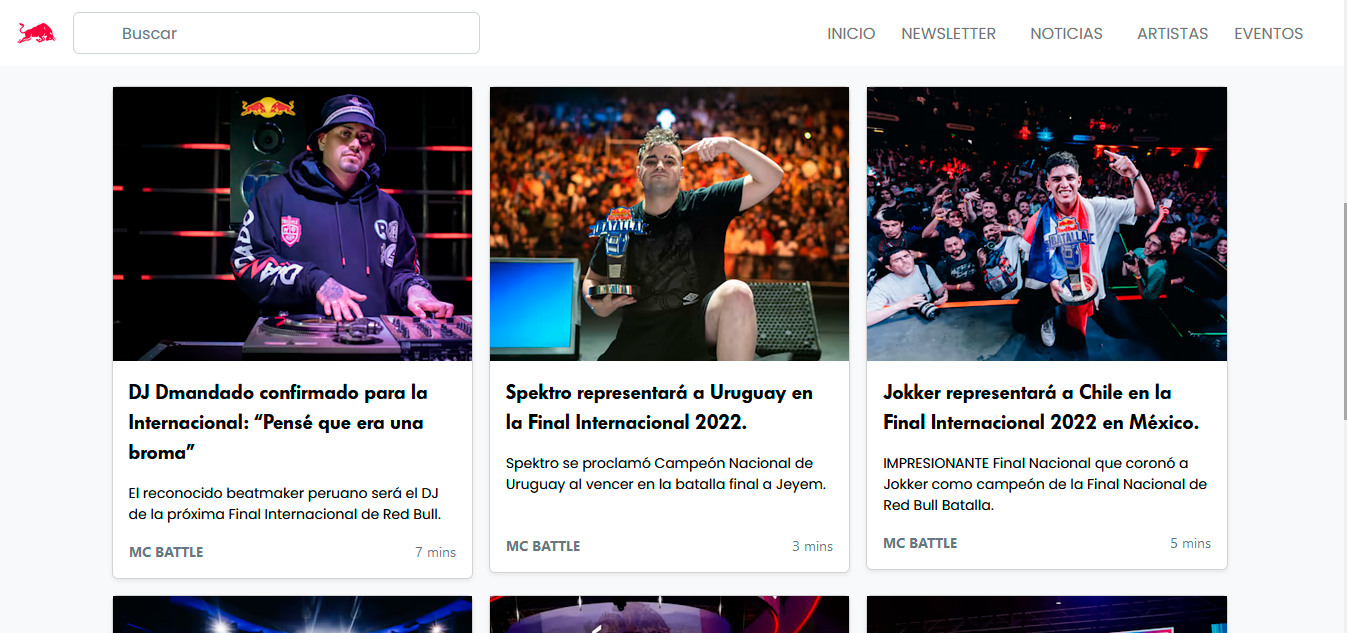 Buscar
INICIO NEWSLETTER NOTICIAS ARTISTAS EVENTOS
BATALLA
BATALLA
DJ Dmandado confirmado para la
Internacional: “Pensé que era una
broma”
El reconocido beatmaker peruano será el DJ
de la próxima Final Internacional de Red Bull.
MC BATTLE 7 mins
Spektro representará a Uruguay en
la Final Internacional 2022.
Spektro se proclamó Campeón Nacional de
Uruguay al vencer en la batalla final a Jeyem.
MC BATTLE 3 mins
Jokker representará a Chile en la
Final Internacional 2022 en México.
IMPRESIONANTE Final Nacional que coronó a
Jokker como campeón de la Final Nacional de
Red Bull Batalla.
MC BATTLE 5 mins